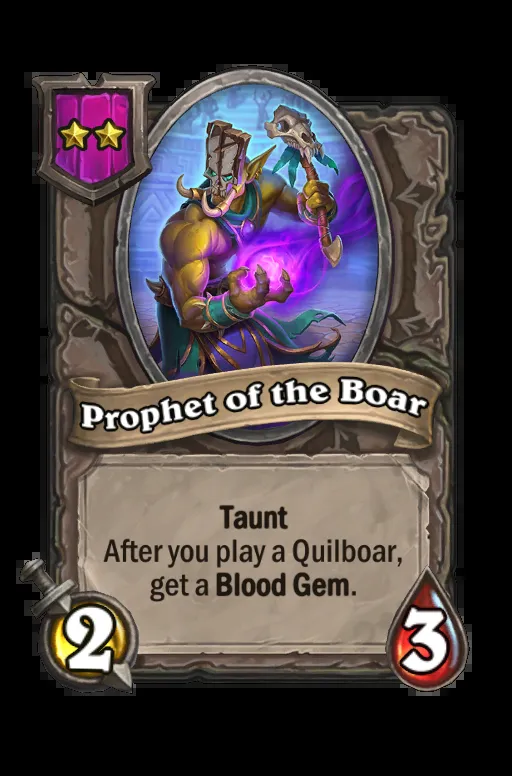 Prophet of the Boar
Taunt
After you play a Quilboar,
get a Blood Gem.
2
3